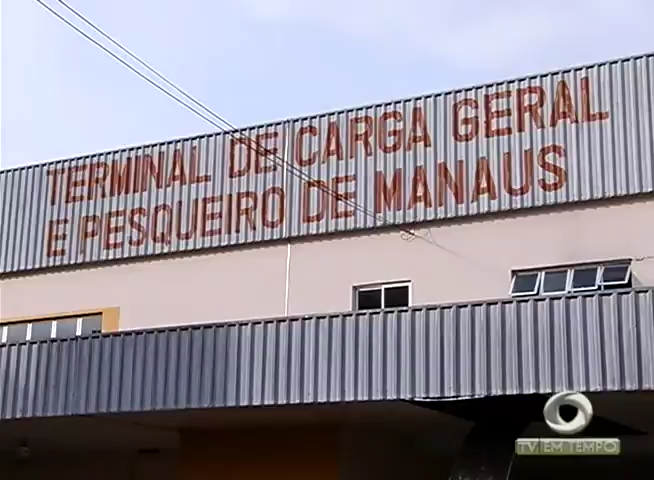 TERMINAL DE CARGA GERAL
E PESQUEIRO DE MANAUS
TV EM TEMPO